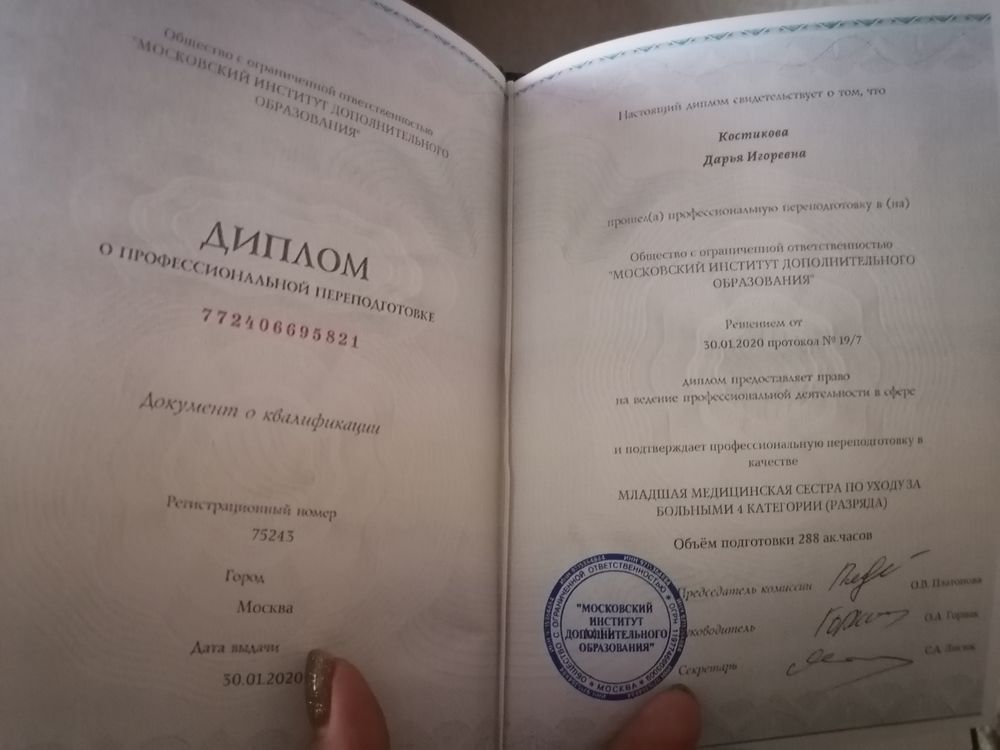 Общество с ограниченной ответственностью
"МОСКОВСКИЙ ИНСТИТУТ ДОПОЛНИТЕЛЬНОГО
ОБРАЗОВАНИЯ"
ДИПЛОМ
О ПРОФЕССИОНАЛЬНОЙ ПЕРЕПОДГОТОВКЕ
772406695821
Документ о квалификации
Регистрационный номер
75243
Город
Москва
Дата выдачи
30.01.2020
Настоящий диплом свидетельствует о том, что
Костикова
Дарья Игоревна
прошел(а) профессиональную переподготовку в (на)
Общество с ограниченной ответственностью
"МОСКОВСКИЙ ИНСТИТУТ ДОПОЛНИТЕЛЬНОГО
ОБРАЗОВАНИЯ"
Решением от
30.01.2020 протокол № 19/7
диплом предоставляет право
на ведение профессиональной деятельности в сфере
и подтверждает профессиональную переподготовку в
качестве
МЛАДШАЯ МЕДИЦИНСКАЯ СЕСТРА ПО УХОДУ ЗА
БОЛЬНЫМИ 4 КАТЕГОРИИ (РАЗРЯДА)
Объём подготовки 288 ак.часов
Председатель комиссии О.В. Платонова
Руководитель О.А.
Секретарь С.А.
ОБЩЕСТВО С ОГРАНИЧЕННОЙ ОТВЕТСТВЕННОСТЬЮ
"МОСКОВСКИЙ
ИНСТИТУТ
ДОПОЛНИТЕЛЬНОГО
ОБРАЗОВАНИЯ"
МОСКВА